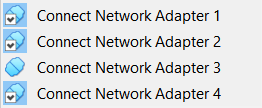 Connect Network Adapter 1
Connect Network Adapter 2
Connect Network Adapter 3
Connect Network Adapter 4